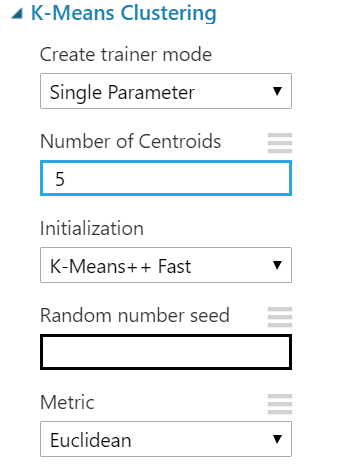 K-Means Clustering
Create trainer mode
Single Parameter
Number of Centroids
5
Initialization
K-Means++ Fast
Random number seed
Metric
Euclidean